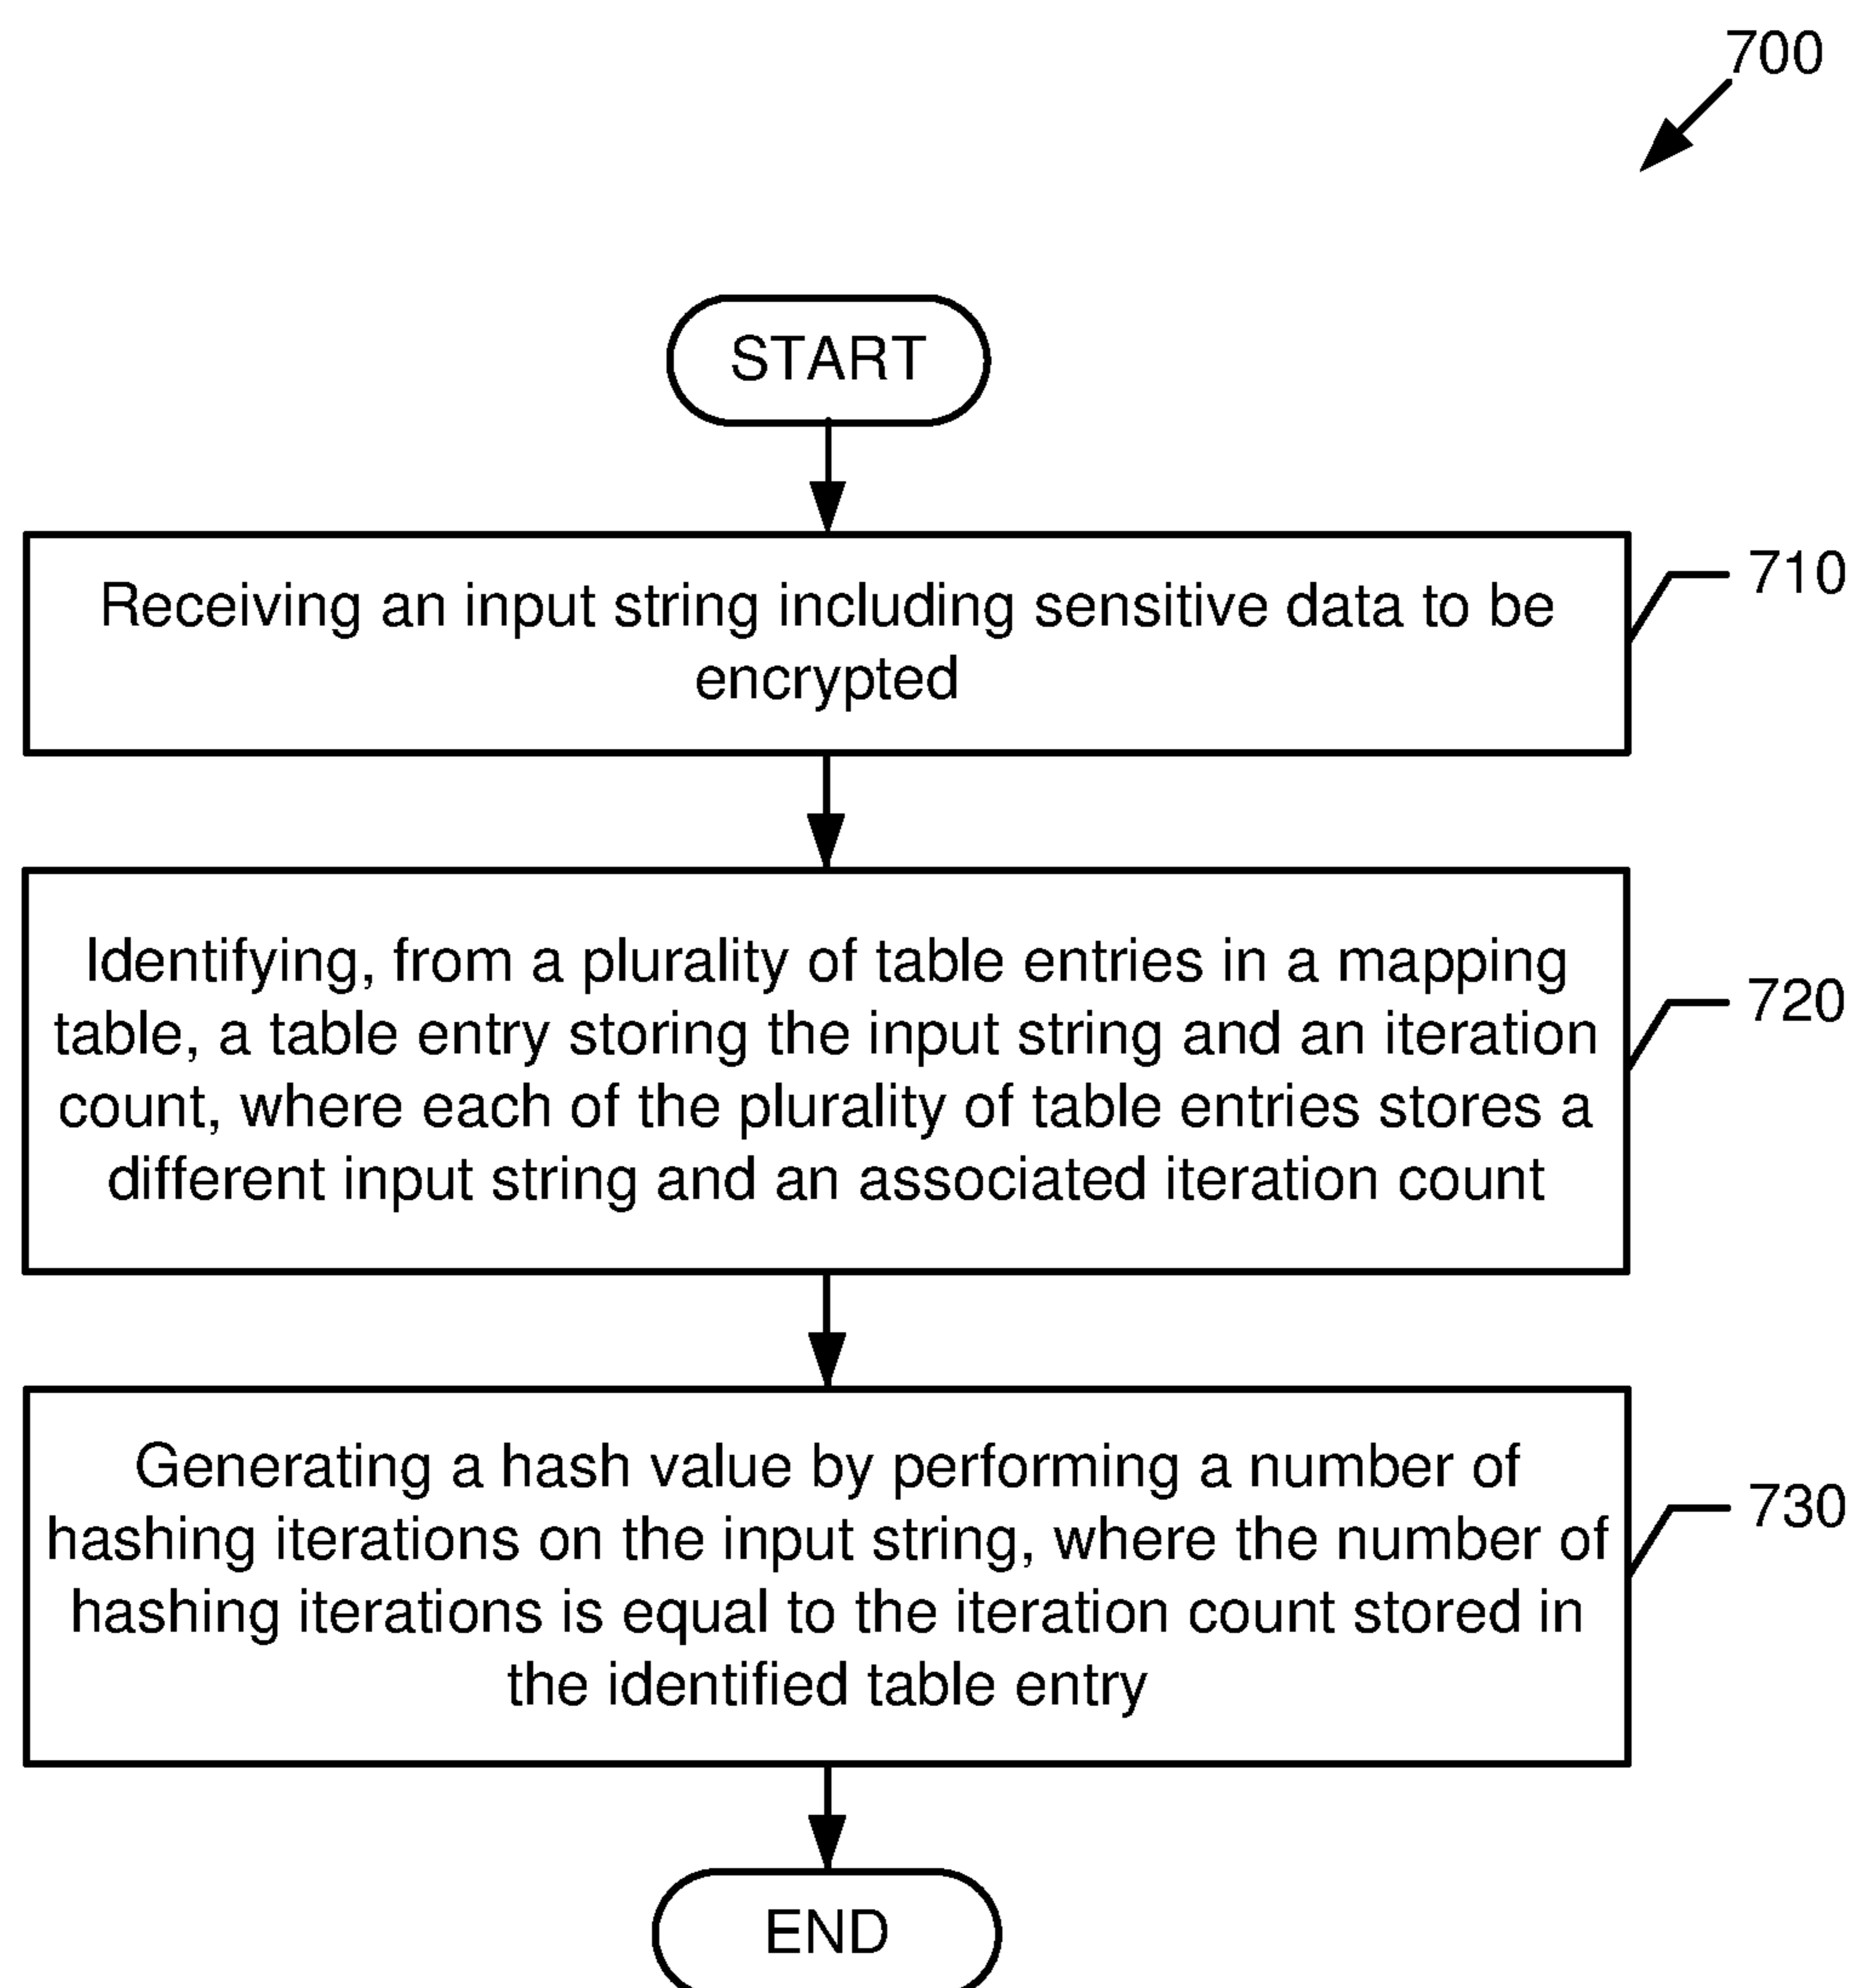 700
START
Receiving an input string including sensitive data to be
encrypted
710
Identifying, from a plurality of table entries in a mapping
table, a table entry storing the input string and an iteration
count, where each of the plurality of table entries stores a
different input string and an associated iteration count
720
Generating a hash value by performing a number of
hashing iterations on the input string, where the number of
hashing iterations is equal to the iteration count stored in
the identified table entry
730
END